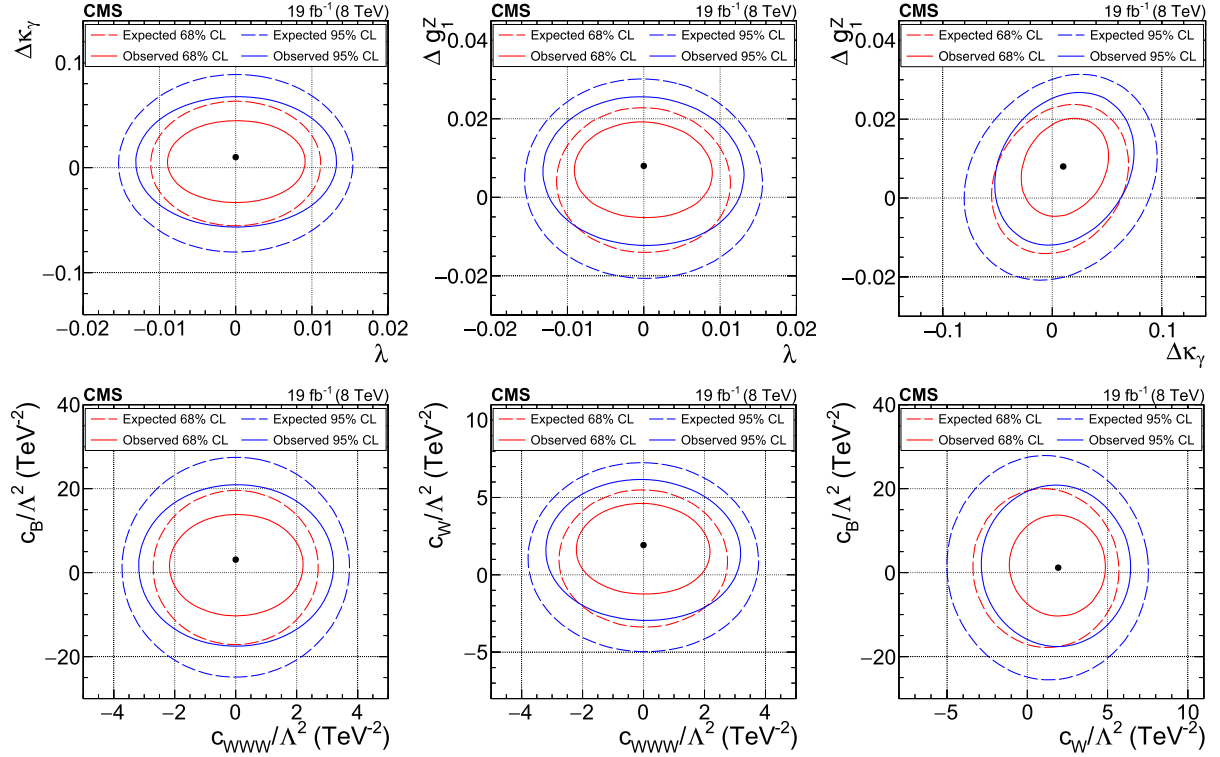 CMS 19 fb⁻¹ (8 TeV)
Expected 68% CL Expected 95% CL
Observed 68% CL Observed 95% CL
Δκγ
0.1
0
−0.1
−0.02 −0.01 0 0.01 0.02
λ
CMS 19 fb⁻¹ (8 TeV)
Expected 68% CL Expected 95% CL
Observed 68% CL Observed 95% CL
Δ g₁ᶻ
0.04
0.02
0
−0.02
−0.02 −0.01 0 0.01 0.02
λ
CMS 19 fb⁻¹ (8 TeV)
Expected 68% CL Expected 95% CL
Observed 68% CL Observed 95% CL
Δ g₁ᶻ
0.04
0.02
0
−0.02
−0.1 0 0.1
Δκγ
CMS 19 fb⁻¹ (8 TeV)
Expected 68% CL Expected 95% CL
Observed 68% CL Observed 95% CL
c_B/Λ² (TeV⁻²)
40
20
0
−20
−4 −2 0 2 4
c_WWW/Λ² (TeV⁻²)
CMS 19 fb⁻¹ (8 TeV)
Expected 68% CL Expected 95% CL
Observed 68% CL Observed 95% CL
c_W/Λ² (TeV⁻²)
10
5
0
−5
−4 −2 0 2 4
c_WWW/Λ² (TeV⁻²)
CMS 19 fb⁻¹ (8 TeV)
Expected 68% CL Expected 95% CL
Observed 68% CL Observed 95% CL
c_B/Λ² (TeV⁻²)
40
20
0
−20
−5 0 5 10
c_W/Λ² (TeV⁻²)